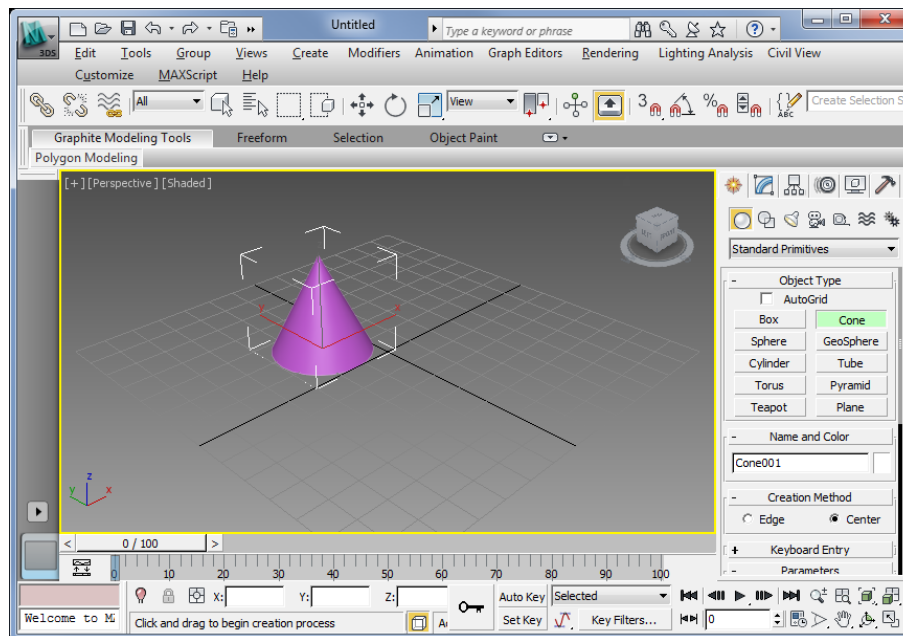 Untitled
Type a keyword or phrase
3DS
Edit Tools Group Views Create Modifiers Animation Graph Editors Rendering Lighting Analysis Civil View
Customize MAXScript Help
All View 3 % ABC Create Selection S
Graphite Modeling Tools Freeform Selection Object Paint
Polygon Modeling
[ + ] [Perspective ] [ Shaded ]
Standard Primitives
- Object Type
AutoGrid
Box Cone
Sphere GeoSphere
Cylinder Tube
Torus Pyramid
Teapot Plane
- Name and Color
Cone001
- Creation Method
Edge Center
+ Keyboard Entry
- Parameters
y x
z
y x
< 0 / 100 >
0 10 20 30 40 50 60 70 80 90 100
X: Y: Z: Auto Key Selected
Welcome to M
Click and drag to begin creation process
Set Key Key Filters... 0